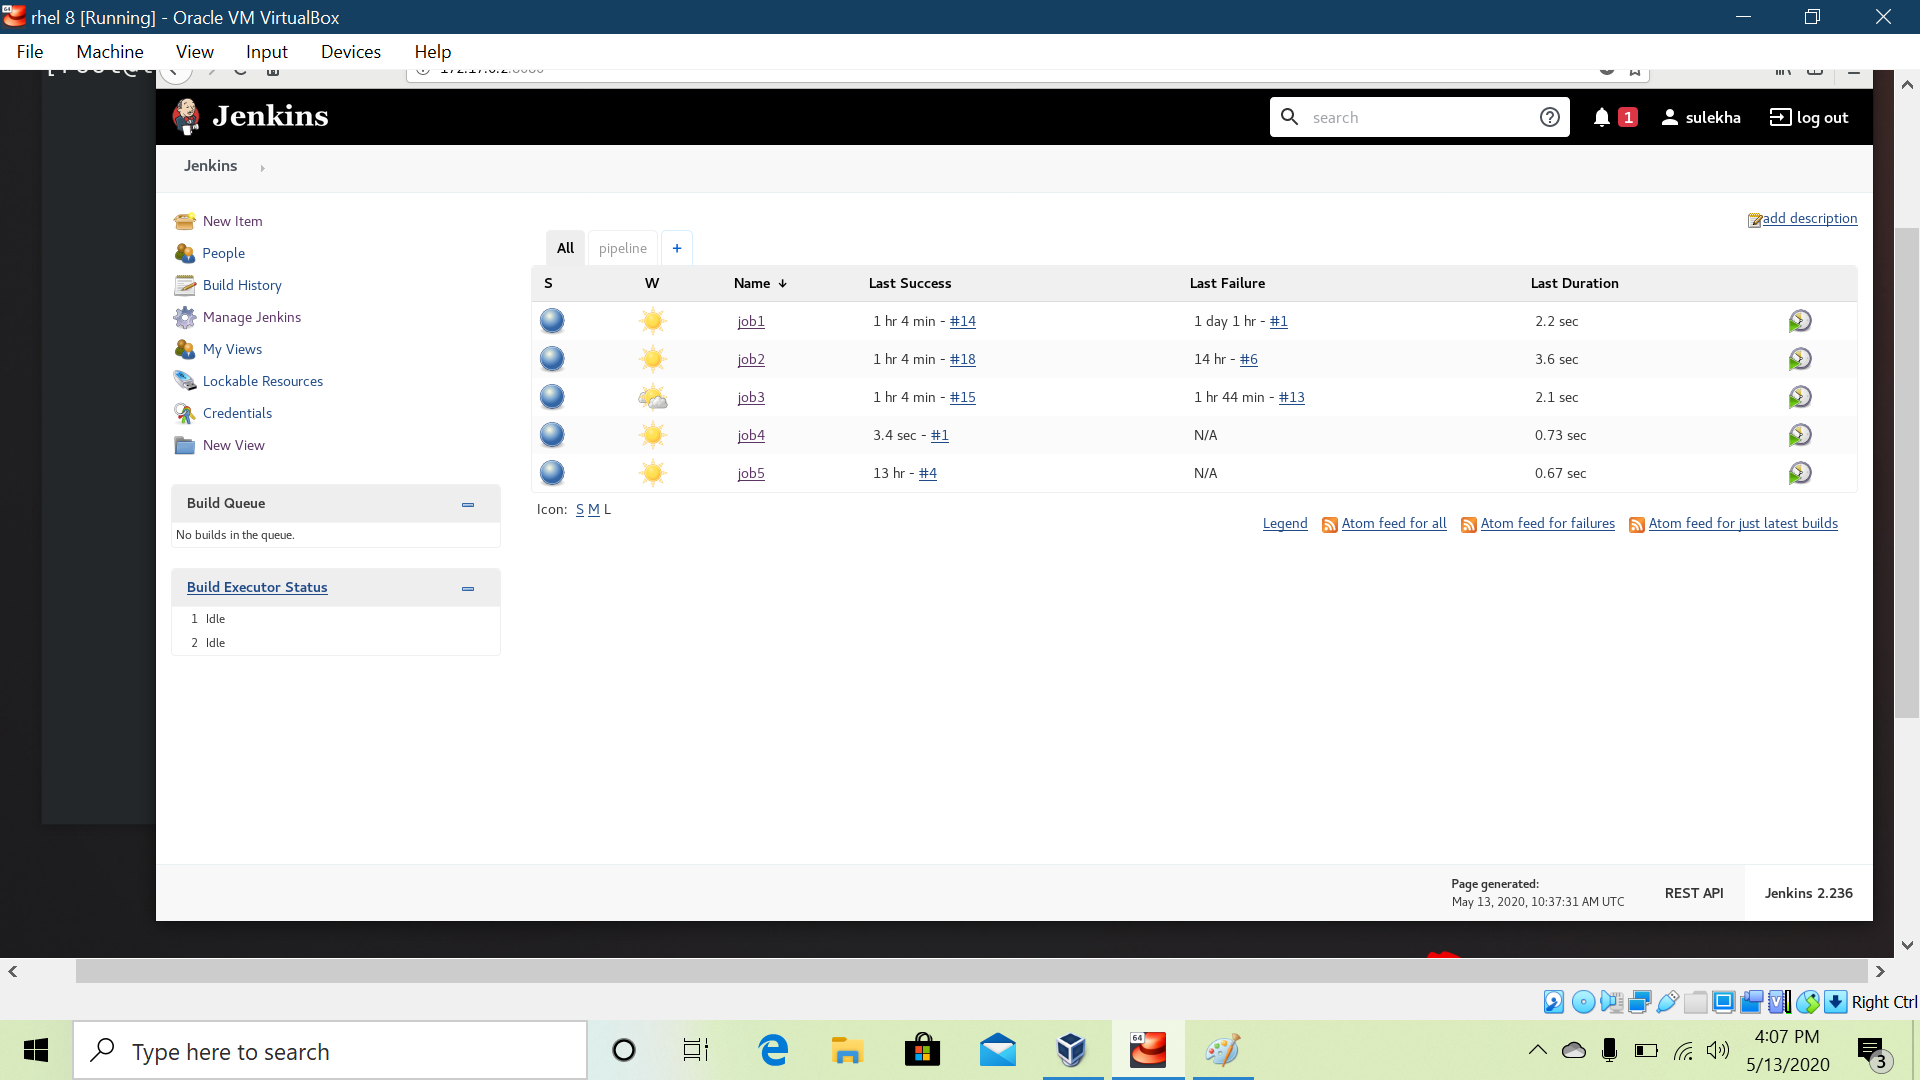 rhel 8 [Running] - Oracle VM VirtualBox
File Machine View Input Devices Help
Jenkins
search
1
sulekha
log out
Jenkins
New Item
People
Build History
Manage Jenkins
My Views
Lockable Resources
Credentials
New View
add description
All pipeline +
S W Name ↓ Last Success Last Failure Last Duration
job1 1 hr 4 min - #14 1 day 1 hr - #1 2.2 sec
job2 1 hr 4 min - #18 14 hr - #6 3.6 sec
job3 1 hr 4 min - #15 1 hr 44 min - #13 2.1 sec
job4 3.4 sec - #1 N/A 0.73 sec
job5 13 hr - #4 N/A 0.67 sec
Icon: S M L
Legend Atom feed for all Atom feed for failures Atom feed for just latest builds
Build Queue
No builds in the queue.
Build Executor Status
1 Idle
2 Idle
Page generated:
May 13, 2020, 10:37:31 AM UTC
REST API
Jenkins 2.236
Right Ctrl
Type here to search
64
4:07 PM
5/13/2020
3